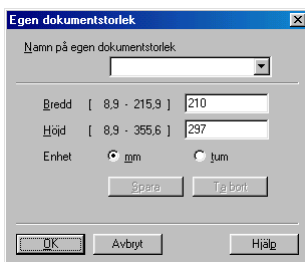 Egen dokumentstorlek
Namn på egen dokumentstorlek
Bredd [ 8,9 - 215,9 ] 210
Höjd [ 8,9 - 355,6 ] 297
Enhet mm tum
Spara Ta bort
OK Avbryt Hjälp